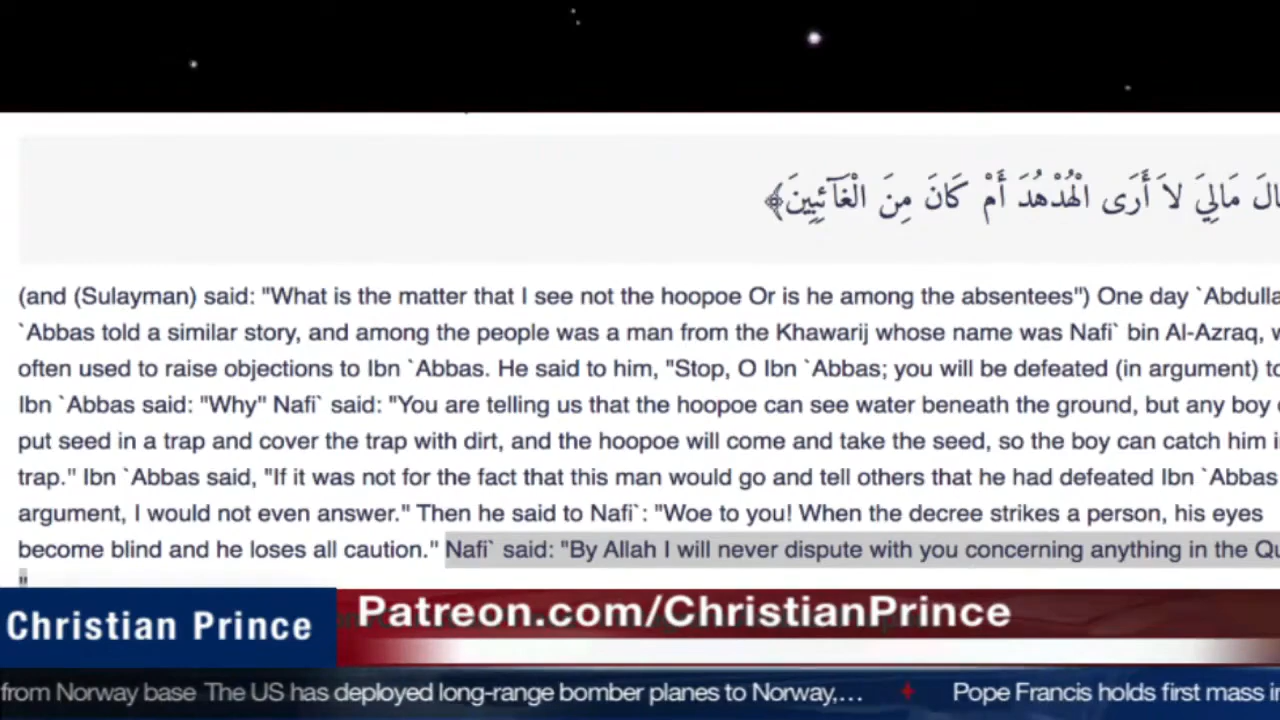 مَالِيَ لاَ أَرَى الْهُدْهُدَ أَمْ كَانَ مِنَ الْغَآئِبِينَ﴾
(and (Sulayman) said: "What is the matter that I see not the hoopoe Or is he among the absentees") One day `Abdulla
`Abbas told a similar story, and among the people was a man from the Khawarij whose name was Nafi` bin Al-Azraq, w
often used to raise objections to Ibn `Abbas. He said to him, "Stop, O Ibn `Abbas; you will be defeated (in argument) to
Ibn `Abbas said: "Why" Nafi` said: "You are telling us that the hoopoe can see water beneath the ground, but any boy
put seed in a trap and cover the trap with dirt, and the hoopoe will come and take the seed, so the boy can catch him i
trap." Ibn `Abbas said, "If it was not for the fact that this man would go and tell others that he had defeated Ibn `Abbas
argument, I would not even answer." Then he said to Nafi`: "Woe to you! When the decree strikes a person, his eyes
become blind and he loses all caution." Nafi` said: "By Allah I will never dispute with you concerning anything in the Qu
"
Christian Prince
Patreon.com/ChristianPrince
from Norway base The US has deployed long-range bomber planes to Norway,… Pope Francis holds first mass i